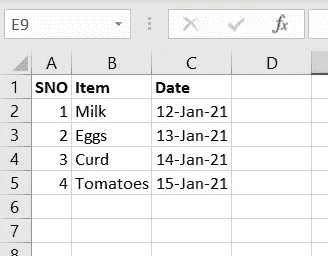 E9 fx
A B C D
1 SNO Item Date
2 1 Milk 12-Jan-21
3 2 Eggs 13-Jan-21
4 3 Curd 14-Jan-21
5 4 Tomatoes 15-Jan-21
6
7
8